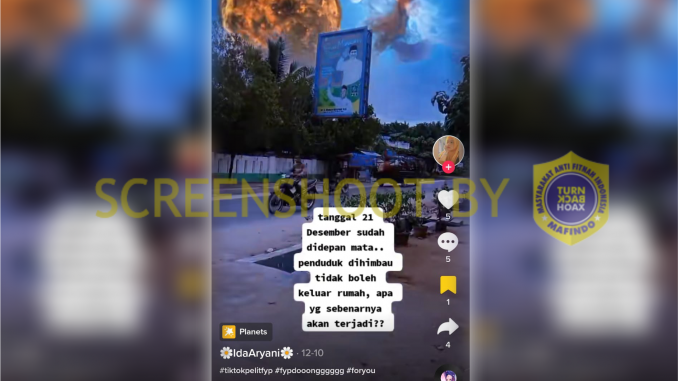 SCREENSHOOT BY
MASYARAKAT ANTI FITNAH INDONESIA
TURN
BACK
HOAX
MAFINDO
tanggal 21
Desember sudah
didepan mata..
penduduk dihimbau
tidak boleh
keluar rumah, apa
yg sebenarnya
akan terjadi??
5
5
1
4
Planets
🌼IdaAryani🌼 · 12-10
#tiktokpelitfyp #fypdooongggggg #foryou